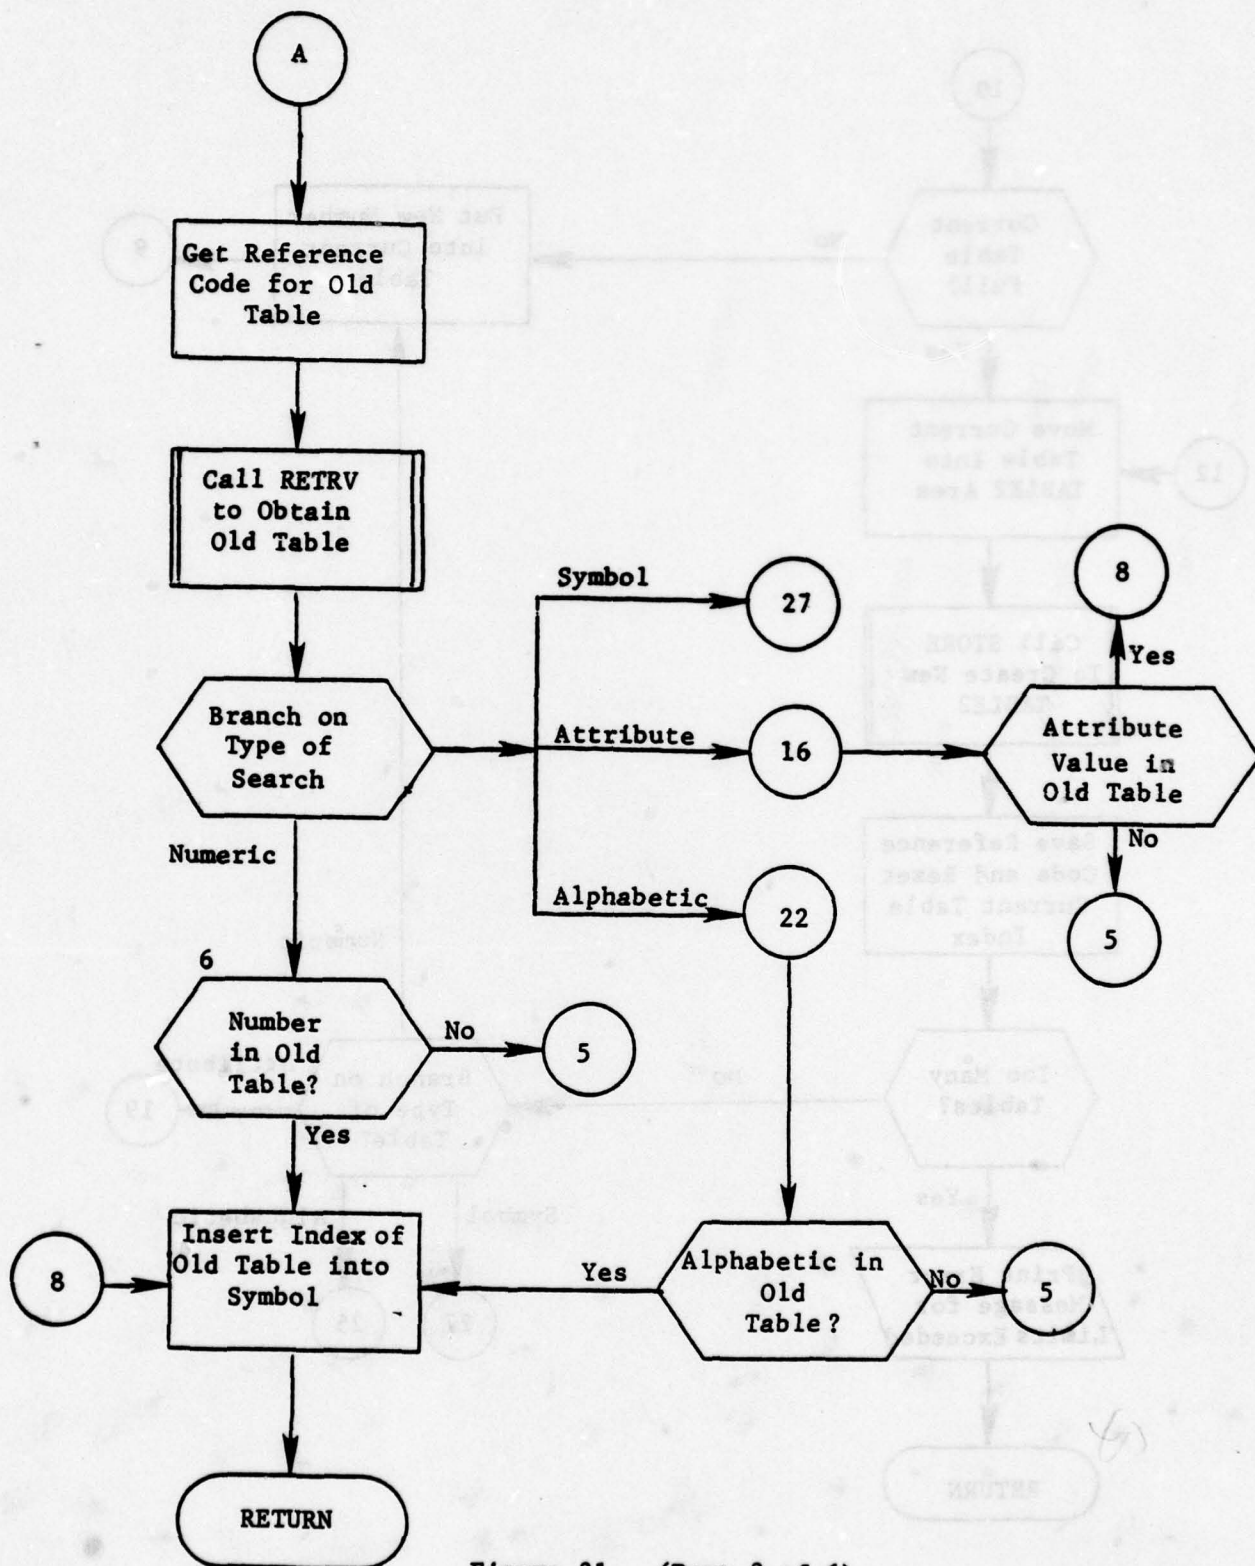 A
Get Reference
Code for Old
Table
Call RETRV
to Obtain
Old Table
Branch on
Type of
Search
Symbol
27
Attribute
16
Alphabetic
22
8
Yes
Attribute
Value in
Old Table
No
5
Numeric
6
Number
in Old
Table?
No
5
Yes
8
Insert Index of
Old Table into
Symbol
Yes
Alphabetic in
Old
Table?
No
5
RETURN